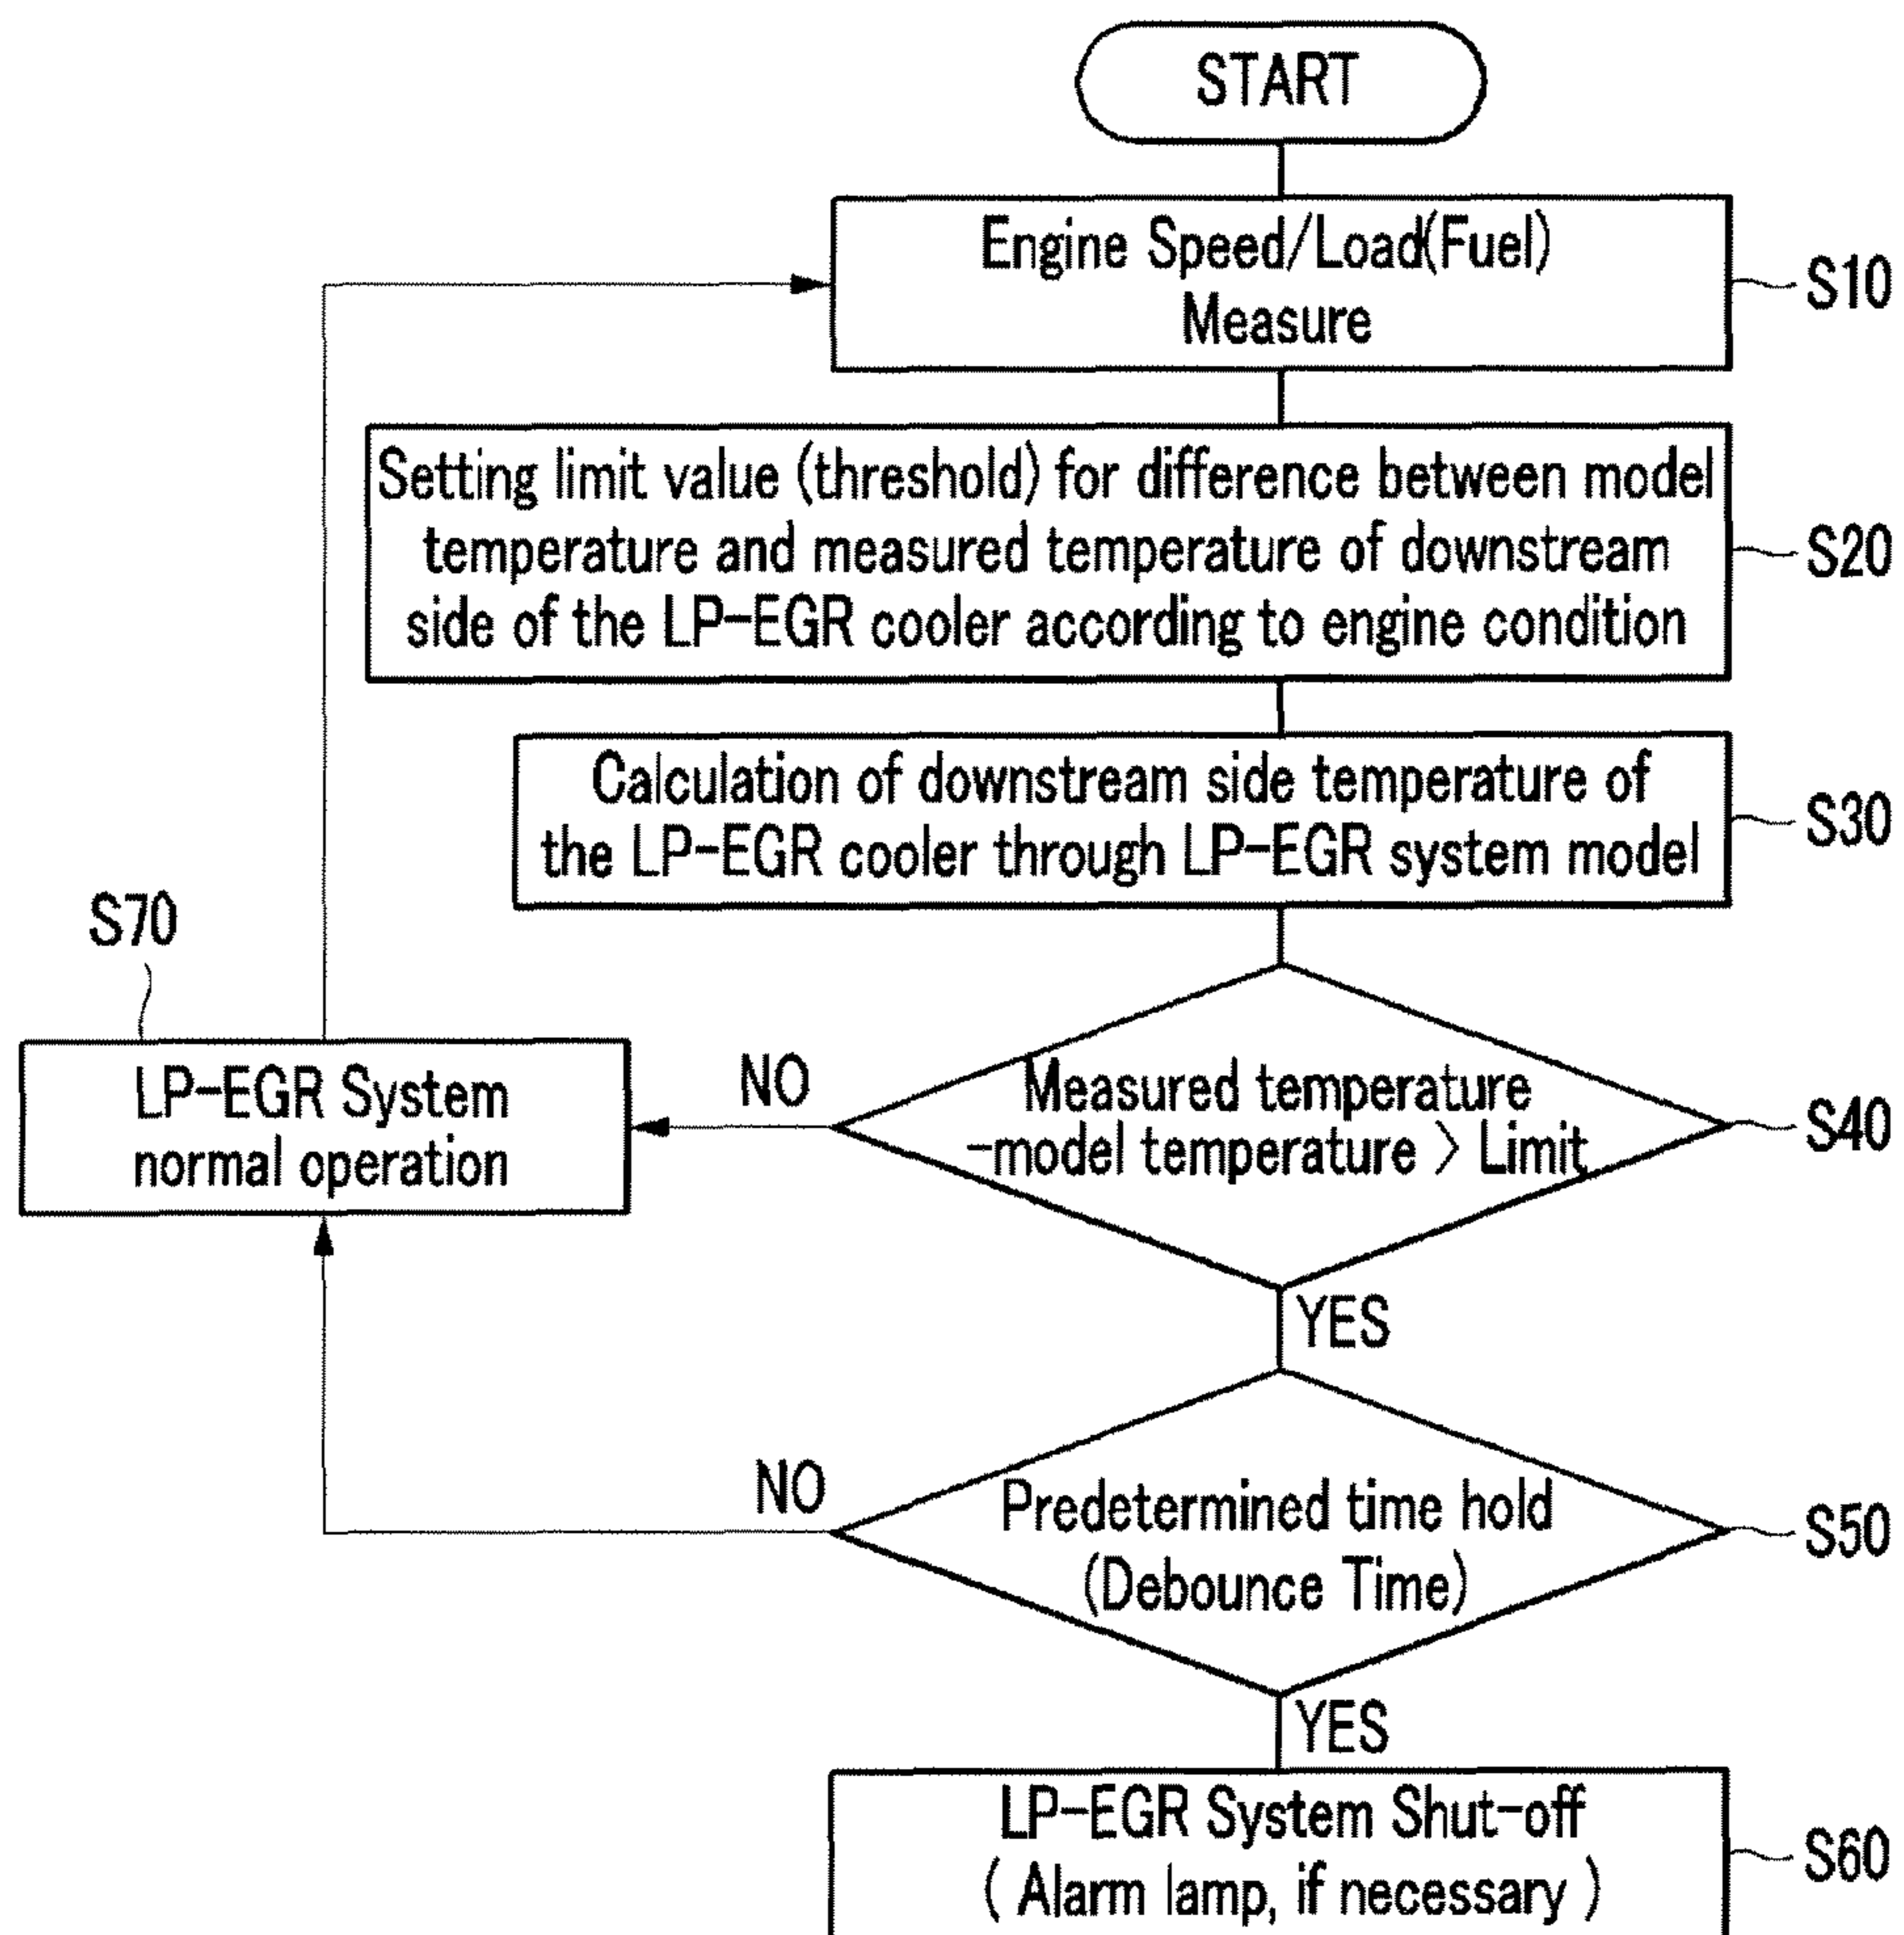 START
Engine Speed/Load(Fuel)
Measure
S10
Setting limit value (threshold) for difference between model
temperature and measured temperature of downstream
side of the LP-EGR cooler according to engine condition
S20
Calculation of downstream side temperature of
the LP-EGR cooler through LP-EGR system model
S30
S70
LP-EGR System
normal operation
NO
Measured temperature
-model temperature > Limit
S40
YES
NO
Predetermined time hold
(Debounce Time)
S50
YES
LP-EGR System Shut-off
( Alarm lamp, if necessary )
S60